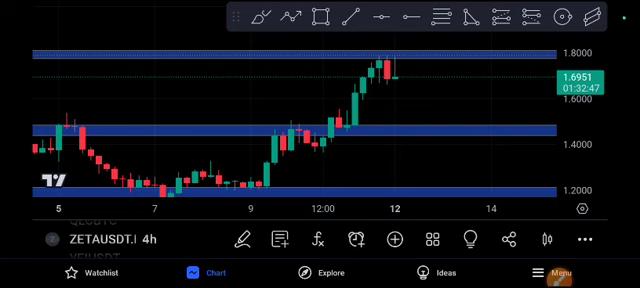 1.8000
1.6951
01:32:47
1.6000
1.4000
1.2000
5 7 9 12:00 12 14
ZETAUSDT.I 4h
Watchlist
Chart
Explore
Ideas
Menu